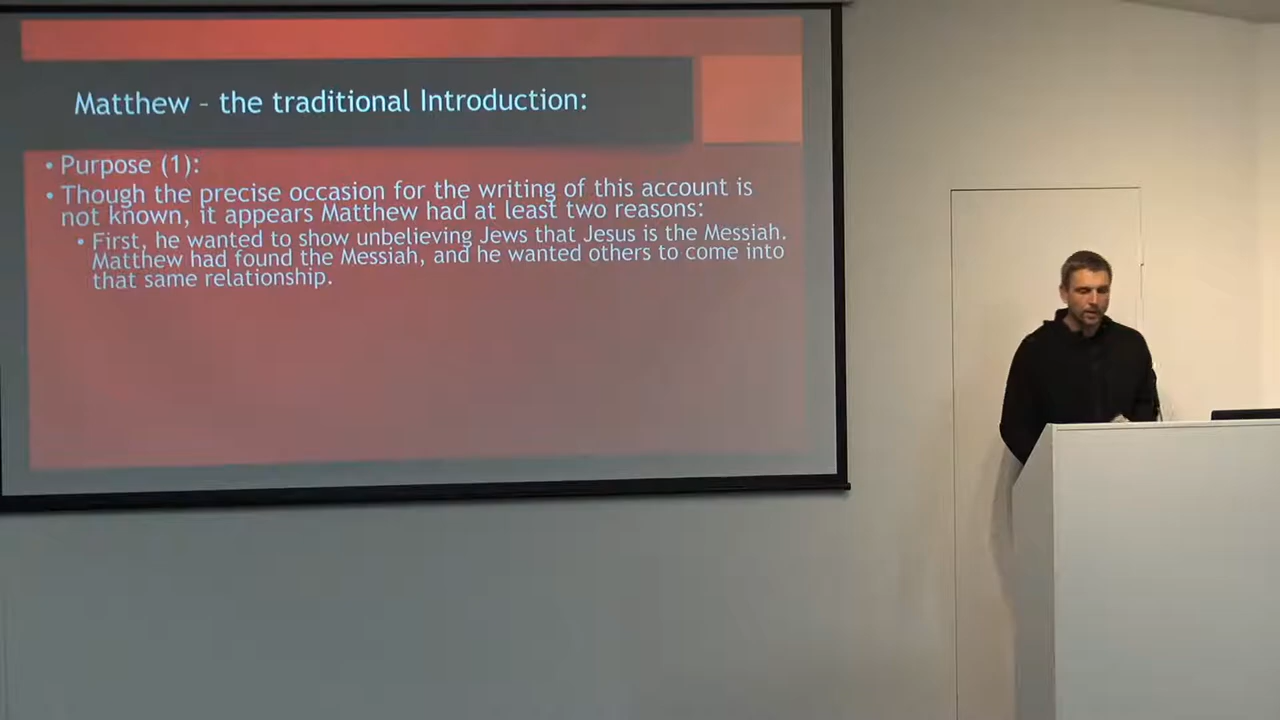 Matthew – the traditional Introduction:
• Purpose (1):
• Though the precise occasion for the writing of this account is
not known, it appears Matthew had at least two reasons:
• First, he wanted to show unbelieving Jews that Jesus is the Messiah.
Matthew had found the Messiah, and he wanted others to come into
that same relationship.